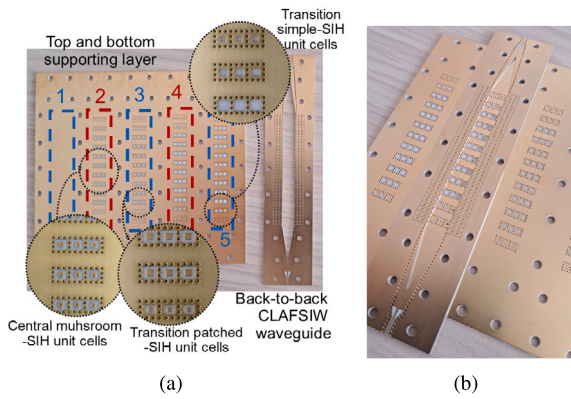 Transition
simple-SIH
unit cells
Top and bottom
supporting layer
1
2
3
4
5
Back-to-back
CLAFSIW
waveguide
Central muhsroom
-SIH unit cells
Transition patched
-SIH unit cells
(a)
(b)